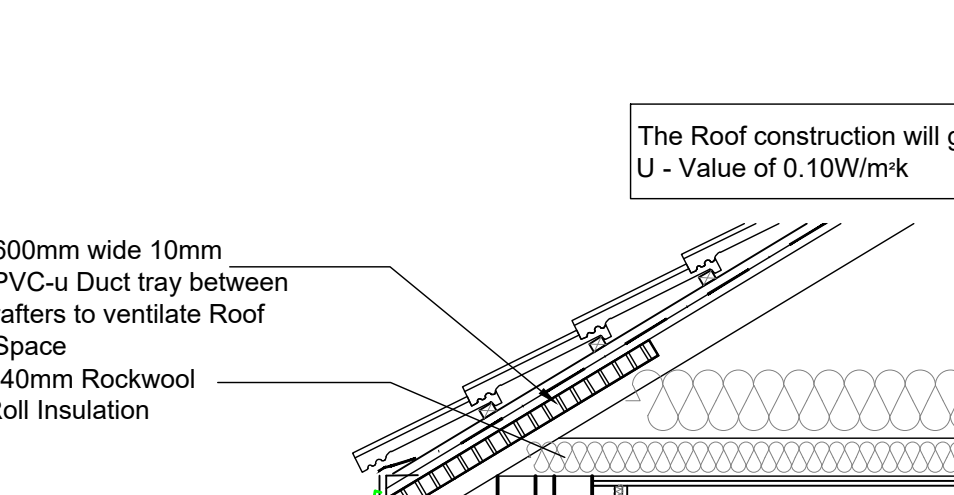 The Roof construction will g
U - Value of 0.10W/m²k
600mm wide 10mm
PVC-u Duct tray between
rafters to ventilate Roof
Space
40mm Rockwool
Roll Insulation